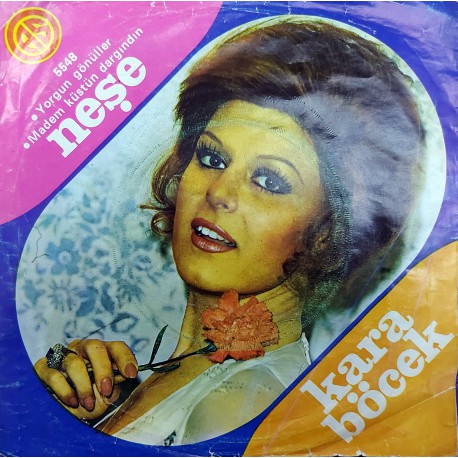 5548
• Yorgun gönüller
• Madem küstün dargındın
neşe
kara
böcek